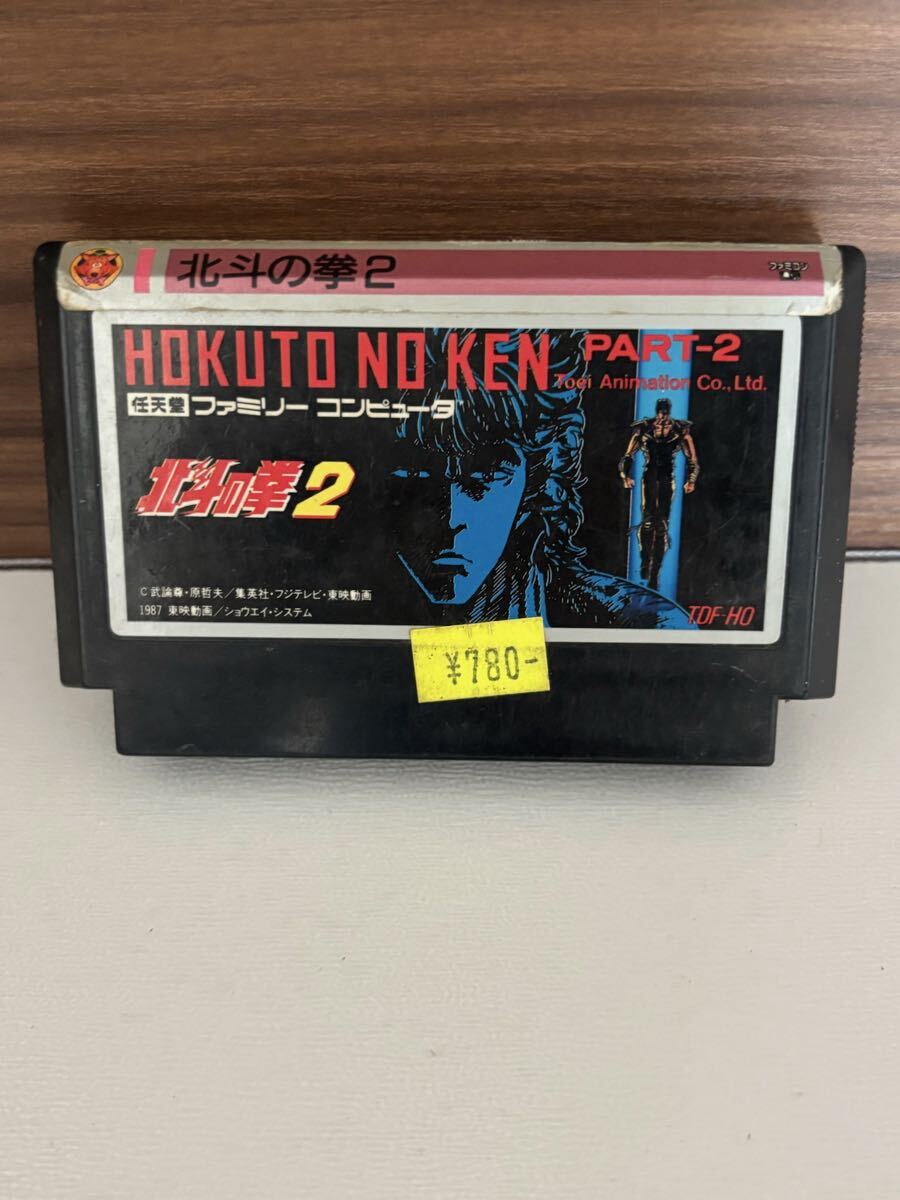 北斗の拳2
ファミコン
HOKUTO NO KEN PART-2
Toei Animation Co., Ltd.
任天堂 ファミリー コンピュータ
北斗の拳2
C 武論尊・原哲夫／集英社・フジテレビ・東映動画
1987 東映動画／ショウエイ・システム
TDF-HO
¥780-